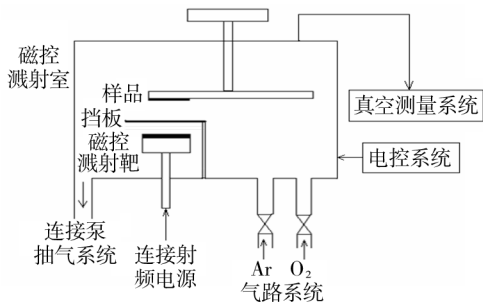 磁控
溅射室
样品
挡板
磁控
溅射靶
真空测量系统
电控系统
连接泵
抽气系统
连接射
频电源
Ar O₂
气路系统